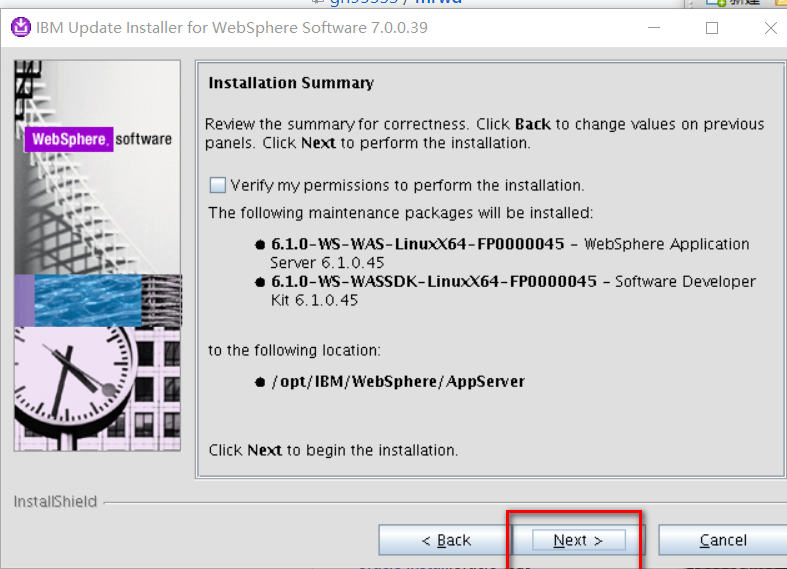 IBM Update Installer for WebSphere Software 7.0.0.39
WebSphere. software
Installation Summary
Review the summary for correctness. Click Back to change values on previous
panels. Click Next to perform the installation.
Verify my permissions to perform the installation.
The following maintenance packages will be installed:
6.1.0-WS-WAS-LinuxX64-FP0000045 - WebSphere Application
Server 6.1.0.45
6.1.0-WS-WASSDK-LinuxX64-FP0000045 - Software Developer
Kit 6.1.0.45
to the following location:
/opt/IBM/WebSphere/AppServer
Click Next to begin the installation.
InstallShield
< Back
Next >
Cancel